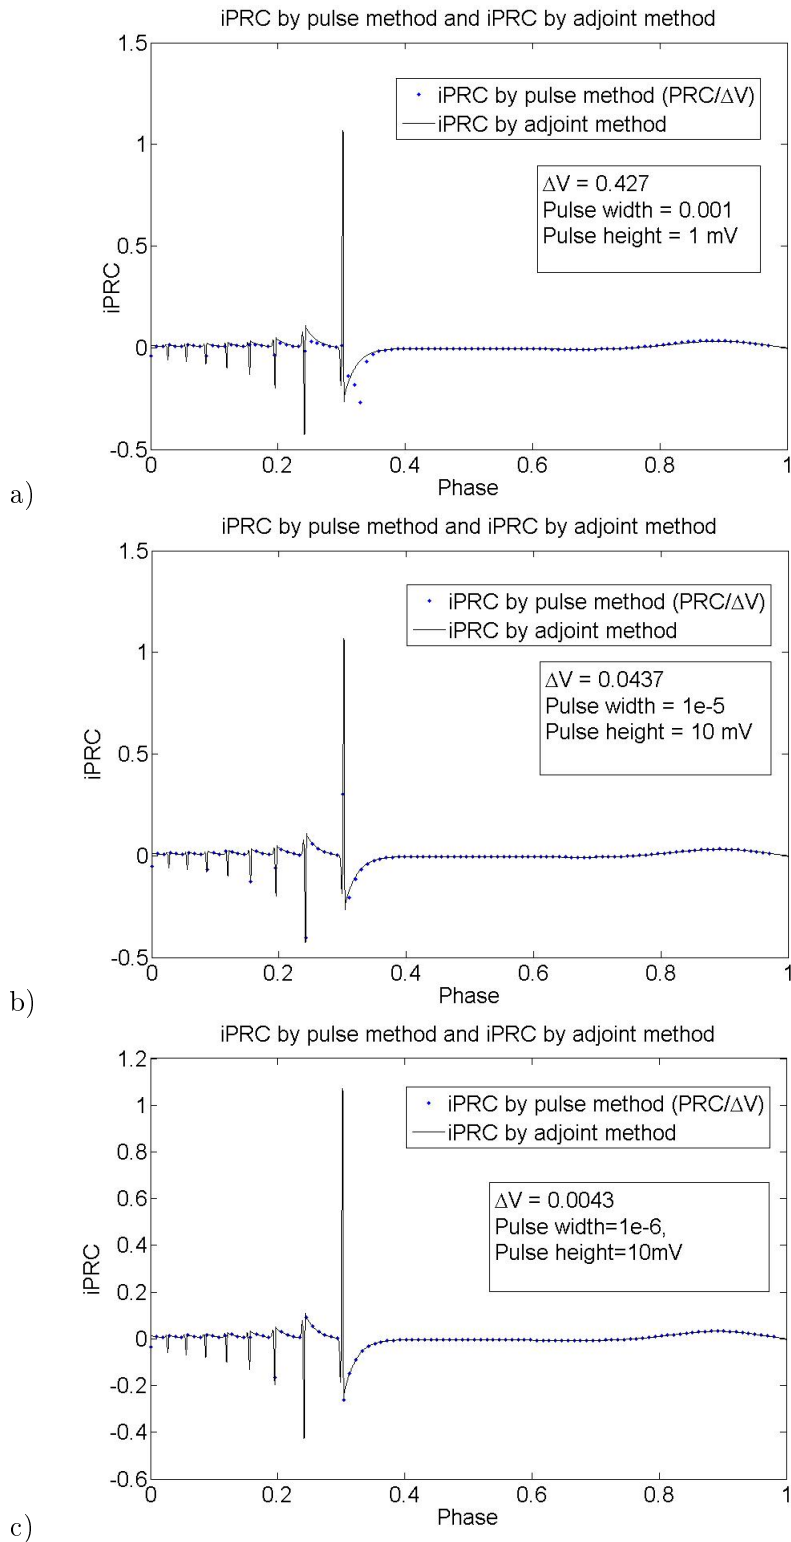 iPRC by pulse method and iPRC by adjoint method
1.5
iPRC by pulse method (PRC/ΔV)
iPRC by adjoint method
1
ΔV = 0.427
Pulse width = 0.001
Pulse height = 1 mV
0.5
iPRC
0
-0.5
0 0.2 0.4 0.6 0.8 1
Phase
a)
iPRC by pulse method and iPRC by adjoint method
1.5
iPRC by pulse method (PRC/ΔV)
iPRC by adjoint method
1
ΔV = 0.0437
Pulse width = 1e-5
Pulse height = 10 mV
0.5
iPRC
0
-0.5
0 0.2 0.4 0.6 0.8 1
Phase
b)
iPRC by pulse method and iPRC by adjoint method
1.2
iPRC by pulse method (PRC/ΔV)
1
iPRC by adjoint method
0.8
0.6
ΔV = 0.0043
Pulse width=1e-6,
Pulse height=10mV
0.4
iPRC
0.2
0
-0.2
-0.4
-0.6
0 0.2 0.4 0.6 0.8 1
Phase
c)